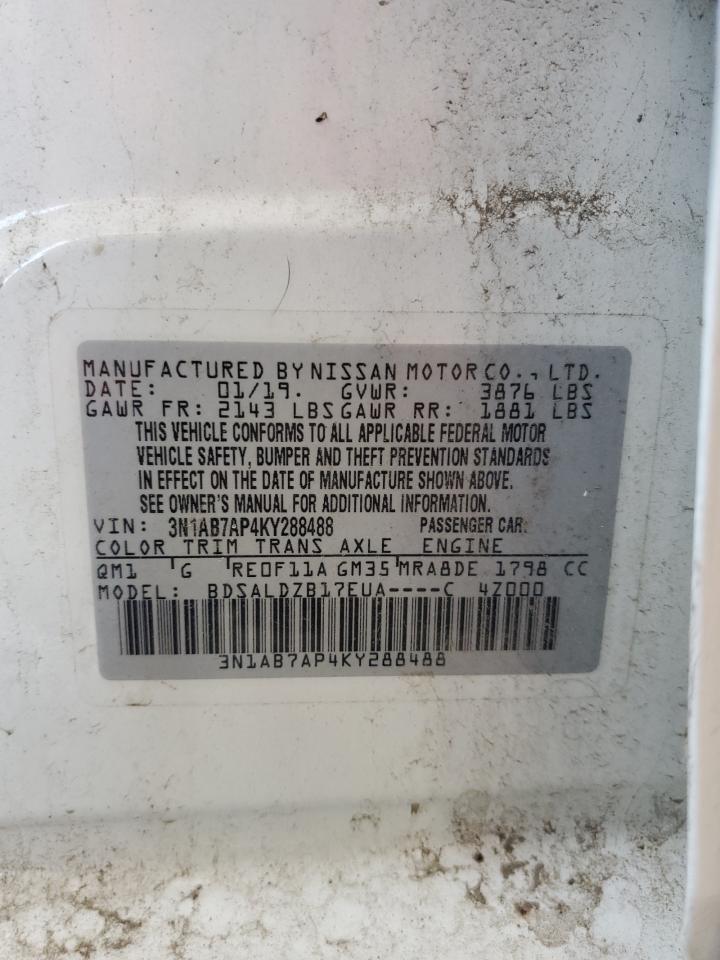 MANUFACTURED BY NISSAN MOTOR CO., LTD.
DATE: 01/19. GVWR: 3876 LBS
GAWR FR: 2143 LBS GAWR RR: 1881 LBS
THIS VEHICLE CONFORMS TO ALL APPLICABLE FEDERAL MOTOR
VEHICLE SAFETY, BUMPER AND THEFT PREVENTION STANDARDS
IN EFFECT ON THE DATE OF MANUFACTURE SHOWN ABOVE.
SEE OWNER'S MANUAL FOR ADDITIONAL INFORMATION.
VIN: 3N1AB7AP4KY288488 PASSENGER CAR.
COLOR TRIM TRANS AXLE ENGINE
QM1 'G 'RE0F11A GM35'MRA8DE 1798 CC
MODEL: BDSALDZB17EUA----C 4Z000
3N1AB7AP4KY288488